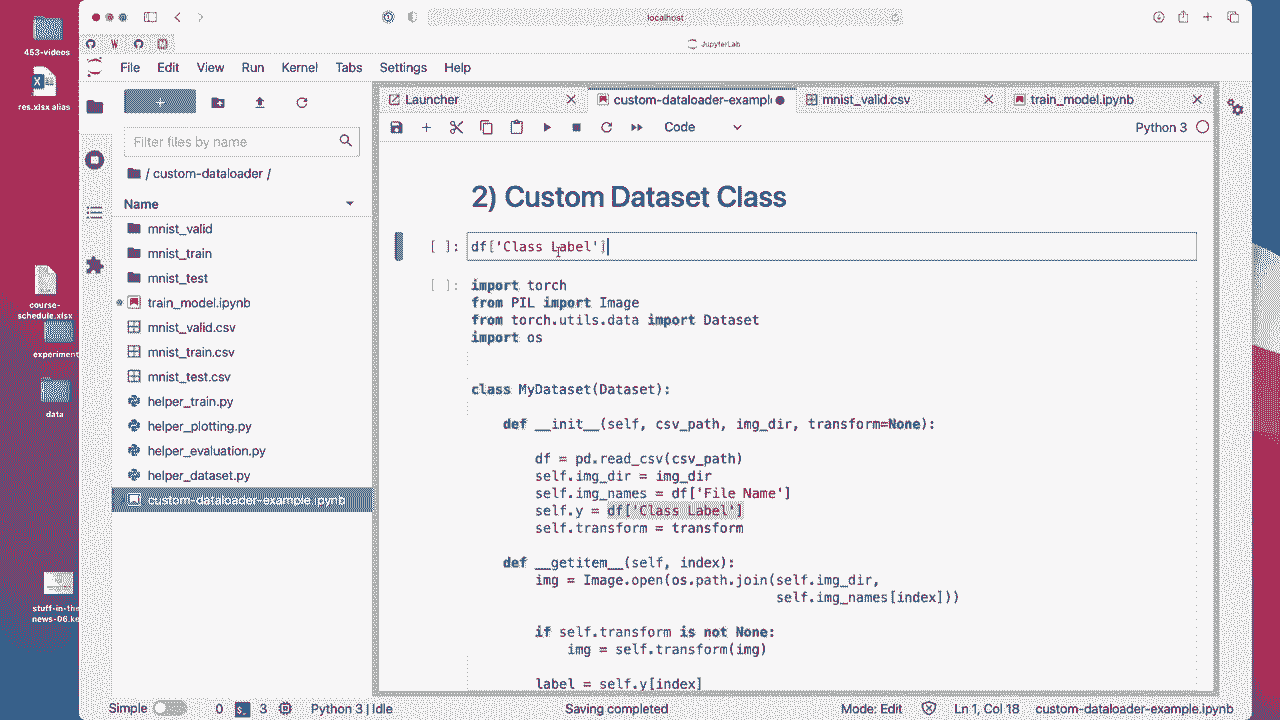 localhost
JupyterLab
File Edit View Run Kernel Tabs Settings Help
453-videos
res.xlsx alias
course-
schedule.xlsx
experiment
data
stuff-in-the
news-06.ke
Filter files by name
/ custom-dataloader /
Name
mnist_valid
mnist_train
mnist_test
train_model.ipynb
mnist_valid.csv
mnist_train.csv
mnist_test.csv
helper_train.py
helper_plotting.py
helper_evaluation.py
helper_dataset.py
custom-dataloader-example.ipynb
Launcher custom-dataloader-exampl mnist_valid.csv train_model.ipynb
Code Python 3
2) Custom Dataset Class
[ ]: df['Class Label']
[ ]: import torch
from PIL import Image
from torch.utils.data import Dataset
import os
class MyDataset(Dataset):
def __init__(self, csv_path, img_dir, transform=None):
df = pd.read_csv(csv_path)
self.img_dir = img_dir
self.img_names = df['File Name']
self.y = df['Class Label']
self.transform = transform
def __getitem__(self, index):
img = Image.open(os.path.join(self.img_dir,
self.img_names[index]))
if self.transform is not None:
img = self.transform(img)
label = self.y[index]
Simple 0 $_ 3 Python 3 | Idle Saving completed Mode: Edit Ln 1, Col 18 custom-dataloader-example.ipynb